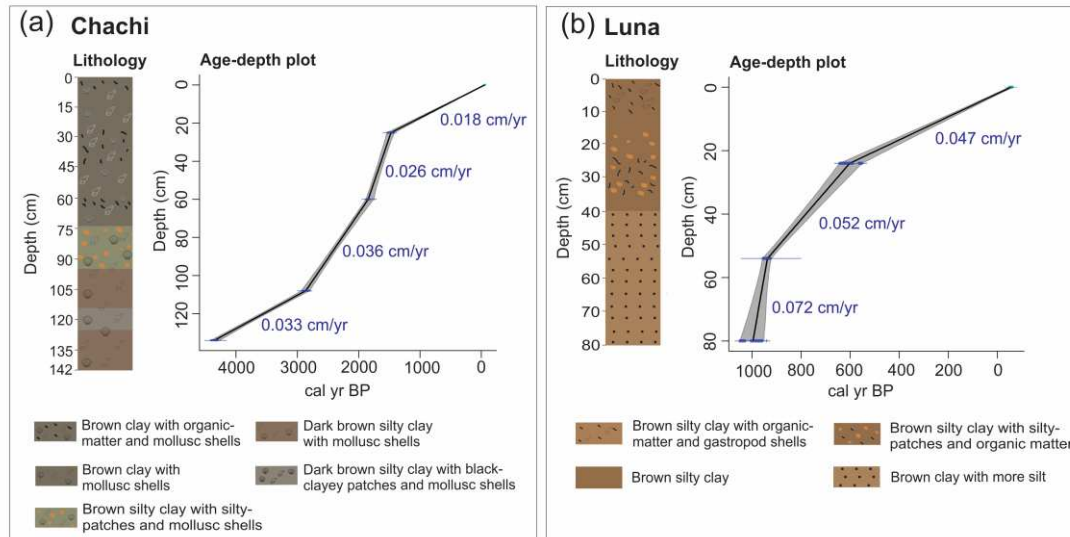 (a) Chachi
Lithology
Age-depth plot
Depth (cm)
0
15
30
45
60
75
90
105
120
135
142
Depth (cm)
0
20
40
60
80
100
120
0.018 cm/yr
0.026 cm/yr
0.036 cm/yr
0.033 cm/yr
4000 3000 2000 1000 0
cal yr BP
Brown clay with organic-
matter and mollusc shells
Dark brown silty clay
with mollusc shells
Brown clay with
mollusc shells
Dark brown silty clay with black-
clayey patches and mollusc shells
Brown silty clay with silty-
patches and mollusc shells
(b) Luna
Lithology
Age-depth plot
Depth (cm)
0
10
20
30
40
50
60
70
80
Depth (cm)
0
20
40
60
80
0.047 cm/yr
0.052 cm/yr
0.072 cm/yr
1000 800 600 400 200 0
cal yr BP
Brown silty clay with organic-
matter and gastropod shells
Brown silty clay with silty-
patches and organic matter
Brown silty clay
Brown clay with more silt